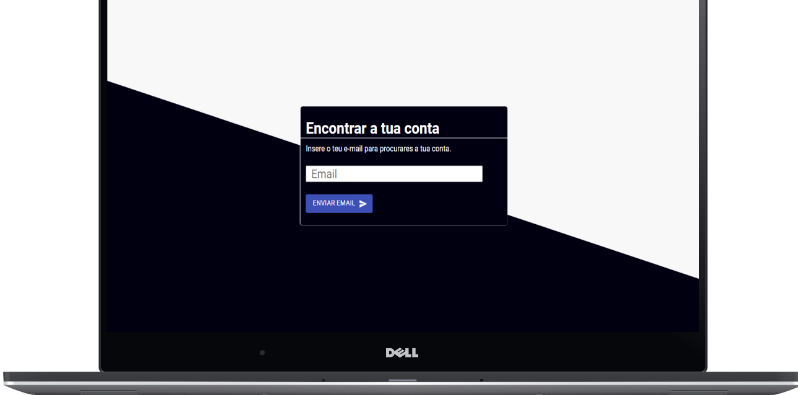 Encontrar a tua conta
Insere o teu e-mail para procurares a tua conta.
Email
ENVIAR EMAIL
DELL